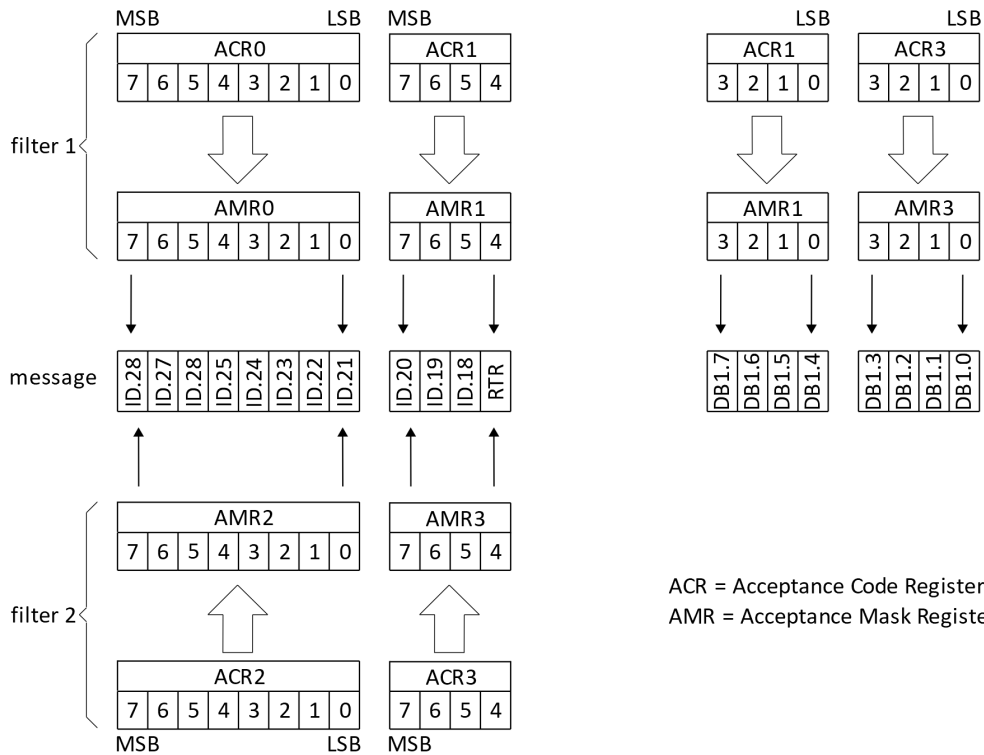 MSB LSB MSB LSB LSB
ACR0 ACR1 ACR1 ACR3
7 6 5 4 3 2 1 0 7 6 5 4 3 2 1 0 3 2 1 0
filter 1
AMR0 AMR1 AMR1 AMR3
7 6 5 4 3 2 1 0 7 6 5 4 3 2 1 0 3 2 1 0
message ID.28 ID.27 ID.28 ID.25 ID.24 ID.23 ID.22 ID.21 ID.20 ID.19 ID.18 RTR DB1.7 DB1.6 DB1.5 DB1.4 DB1.3 DB1.2 DB1.1 DB1.0
AMR2 AMR3
7 6 5 4 3 2 1 0 7 6 5 4
ACR = Acceptance Code Register
filter 2
AMR = Acceptance Mask Registe
ACR2 ACR3
7 6 5 4 3 2 1 0 7 6 5 4
MSB LSB MSB